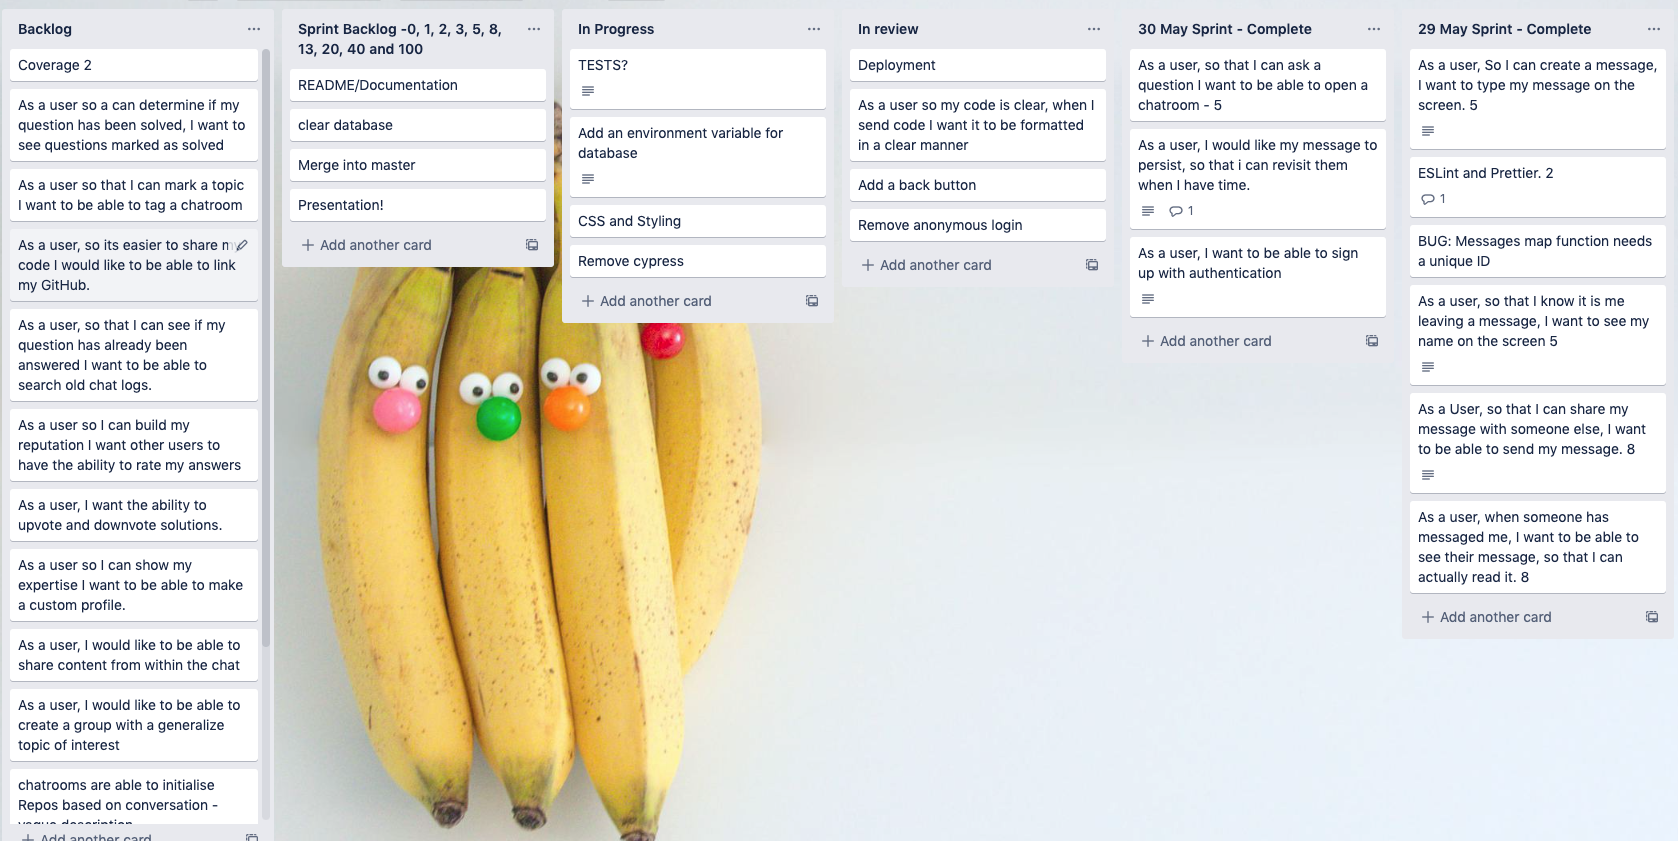 Backlog
Coverage 2
As a user so a can determine if my
question has been solved, I want to
see questions marked as solved
As a user so that I can mark a topic
I want to be able to tag a chatroom
As a user, so its easier to share
code I would like to be able to link
my GitHub.
As a user, so that I can see if my
question has already been
answered I want to be able to
search old chat logs.
As a user so I can build my
reputation I want other users to
have the ability to rate my answers
As a user, I want the ability to
upvote and downvote solutions.
As a user so I can show my
expertise I want to be able to make
a custom profile.
As a user, I would like to be able to
share content from within the chat
As a user, I would like to be able to
create a group with a generalize
topic of interest
chatrooms are able to initialise
Repos based on conversation -
Add another card
Sprint Backlog -0, 1, 2, 3, 5, 8,
13, 20, 40 and 100
README/Documentation
clear database
Merge into master
Presentation!
Add another card
In Progress
TESTS?
Add an environment variable for
database
CSS and Styling
Remove cypress
Add another card
In review
Deployment
As a user so my code is clear, when I
send code I want it to be formatted
in a clear manner
Add a back button
Remove anonymous login
Add another card
30 May Sprint - Complete
As a user, so that I can ask a
question I want to be able to open a
chatroom - 5
As a user, I would like my message to
persist, so that i can revisit them
when I have time.
1
As a user, I want to be able to sign
up with authentication
Add another card
29 May Sprint - Complete
As a user, So I can create a message,
I want to type my message on the
screen. 5
ESLint and Prettier. 2
1
BUG: Messages map function needs
a unique ID
As a user, so that I know it is me
leaving a message, I want to see my
name on the screen 5
As a User, so that I can share my
message with someone else, I want
to be able to send my message. 8
As a user, when someone has
messaged me, I want to be able to
see their message, so that I can
actually read it. 8
Add another card